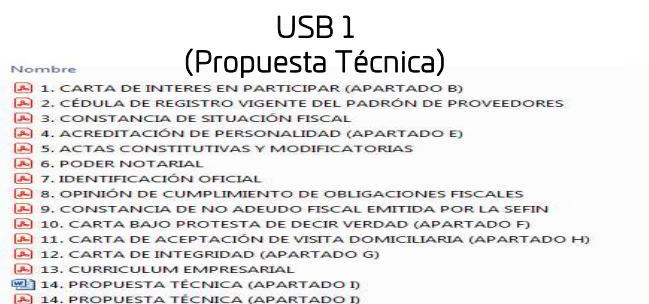 USB 1
(Propuesta Técnica)
Nombre
1. CARTA DE INTERES EN PARTICIPAR (APARTADO B)
2. CÉDULA DE REGISTRO VIGENTE DEL PADRÓN DE PROVEEDORES
3. CONSTANCIA DE SITUACIÓN FISCAL
4. ACREDITACIÓN DE PERSONALIDAD (APARTADO E)
5. ACTAS CONSTITUTIVAS Y MODIFICATORIAS
6. PODER NOTARIAL
7. IDENTIFICACIÓN OFICIAL
8. OPINIÓN DE CUMPLIMIENTO DE OBLIGACIONES FISCALES
9. CONSTANCIA DE NO ADEUDO FISCAL EMITIDA POR LA SEFIN
10. CARTA BAJO PROTESTA DE DECIR VERDAD (APARTADO F)
11. CARTA DE ACEPTACIÓN DE VISITA DOMICILIARIA (APARTADO H)
12. CARTA DE INTEGRIDAD (APARTADO G)
13. CURRICULUM EMPRESARIAL
14. PROPUESTA TÉCNICA (APARTADO I)
14. PROPUESTA TÉCNICA (APARTADO I)